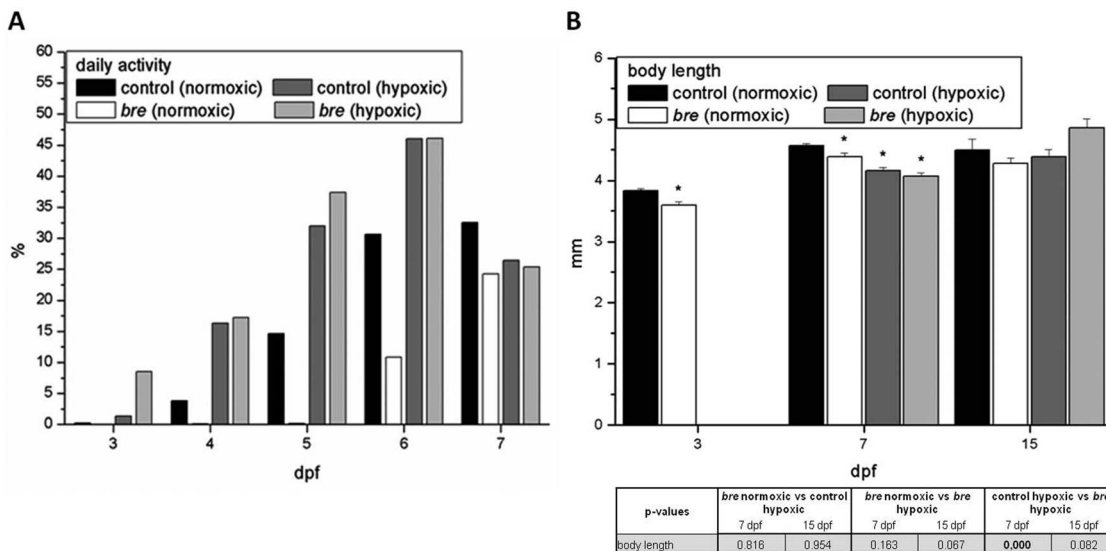 A
daily activity
control (normoxic) control (hypoxic)
bre (normoxic) bre (hypoxic)
60
55
50
45
40
35
30
25
20
15
10
5
0
%
3 4 5 6 7
dpf
B
body length
control (normoxic) control (hypoxic)
bre (normoxic) bre (hypoxic)
6
5
4
3
2
1
0
mm
* * * *
3 7 15
dpf
p-values bre normoxic vs control hypoxic bre normoxic vs bre hypoxic control hypoxic vs bre hypoxic
7 dpf 15 dpf 7 dpf 15 dpf 7 dpf 15 dpf
body length 0.816 0.954 0.163 0.067 0,000 0.082